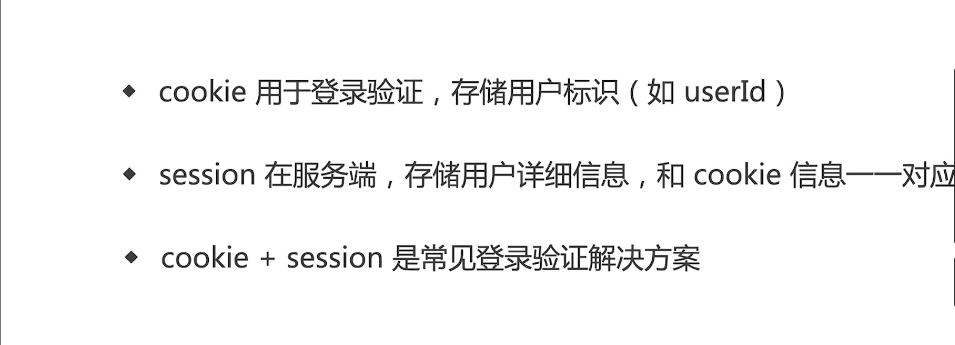 ◆ cookie 用于登录验证，存储用户标识（如 userId）
◆ session 在服务端，存储用户详细信息，和 cookie 信息一一对应
◆ cookie + session 是常见登录验证解决方案